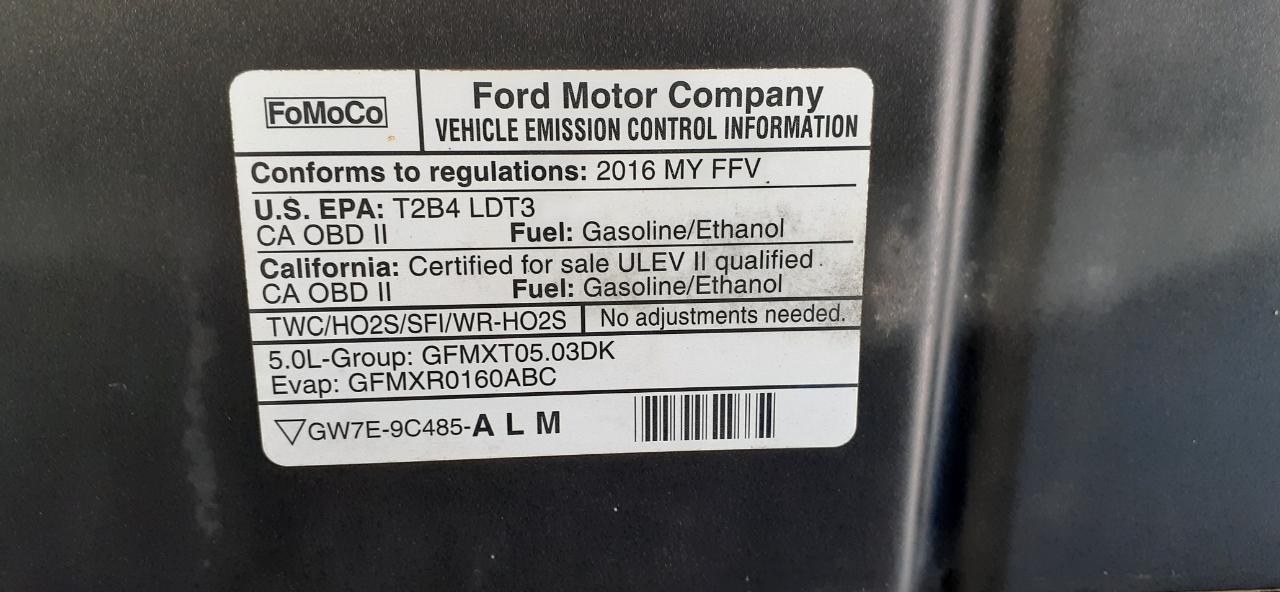 FoMoCo
Ford Motor Company
VEHICLE EMISSION CONTROL INFORMATION
Conforms to regulations: 2016 MY FFV
U.S. EPA: T2B4 LDT3
CA OBD II Fuel: Gasoline/Ethanol
California: Certified for sale ULEV II qualified
CA OBD II Fuel: Gasoline/Ethanol
TWC/HO2S/SFI/WR-HO2S No adjustments needed.
5.0L-Group: GFMXT05.03DK
Evap: GFMXR0160ABC
GW7E-9C485-A L M